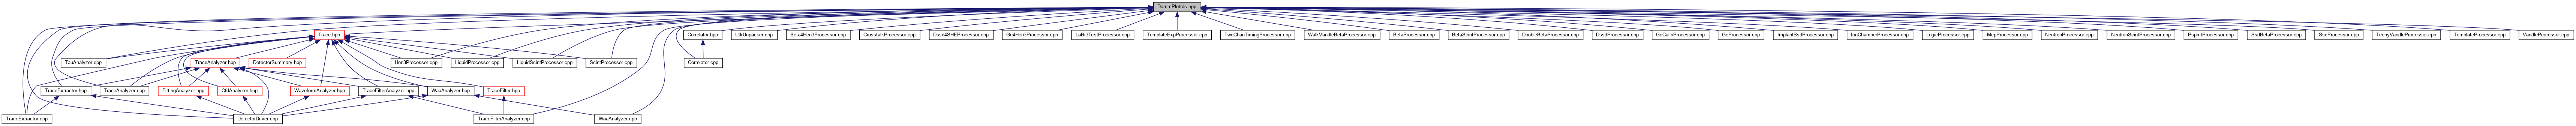 DammPlotIds.hpp
Trace.hpp
Correlator.hpp
UtkUnpacker.cpp
Beta4Hen3Processor.cpp
CrosstalkProcessor.cpp
Dssd4SHEProcessor.cpp
Ge4Hen3Processor.cpp
LaBr3TestProcessor.cpp
TemplateExpProcessor.cpp
TwoChanTimingProcessor.cpp
WalkVandleBetaProcessor.cpp
BetaProcessor.cpp
BetaScintProcessor.cpp
DoubleBetaProcessor.cpp
DssdProcessor.cpp
GeCalibProcessor.cpp
GeProcessor.cpp
ImplantSsdProcessor.cpp
IonChamberProcessor.cpp
LogicProcessor.cpp
McpProcessor.cpp
NeutronProcessor.cpp
NeutronScintProcessor.cpp
PspmtProcessor.cpp
SsdBetaProcessor.cpp
SsdProcessor.cpp
TeenyVandleProcessor.cpp
TemplateProcessor.cpp
VandleProcessor.cpp
TauAnalyzer.cpp
TraceAnalyzer.hpp
DetectorSummary.hpp
Hen3Processor.cpp
LiquidProcessor.cpp
LiquidScintProcessor.cpp
ScintProcessor.cpp
Correlator.cpp
TraceExtractor.hpp
TraceAnalyzer.cpp
FittingAnalyzer.hpp
CfdAnalyzer.hpp
WaveformAnalyzer.hpp
TraceFilterAnalyzer.hpp
WaaAnalyzer.hpp
TraceFilter.hpp
TraceExtractor.cpp
DetectorDriver.cpp
TraceFilterAnalyzer.cpp
WaaAnalyzer.cpp